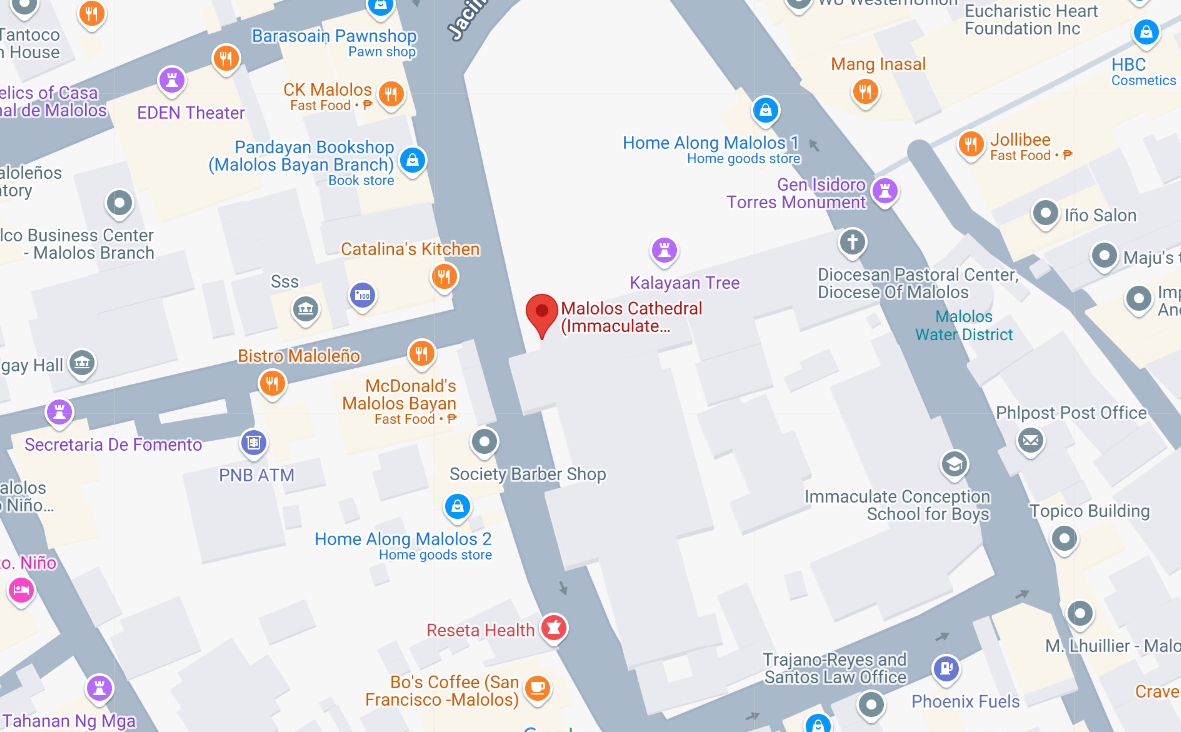 WU WesternUnion
Eucharistic Heart
Foundation Inc
Tantoco
n House
Barasoain Pawnshop
Pawn shop
Jacin
Mang Inasal
HBC
Cosmetics
CK Malolos
Fast Food • ₱
elics of Casa
nal de Malolos
EDEN Theater
Pandayan Bookshop
(Malolos Bayan Branch)
Book store
Home Along Malolos 1
Home goods store
Jollibee
Fast Food • ₱
aloleños
atory
Gen Isidoro
Torres Monument
Iño Salon
lco Business Center
- Malolos Branch
Catalina's Kitchen
Maju's t
Kalayaan Tree
Sss
Diocesan Pastoral Center,
Diocese Of Malolos
Imp
An
Malolos Cathedral
(Immaculate...
Malolos
Water District
Bistro Maloleño
gay Hall
McDonald's
Malolos Bayan
Fast Food • ₱
Phlpost Post Office
Secretaria De Fomento
PNB ATM
Society Barber Shop
alolos
o Niño...
Immaculate Conception
School for Boys
Topico Building
Home Along Malolos 2
Home goods store
to. Niño
Reseta Health
M. Lhuillier - Malo
Trajano-Reyes and
Santos Law Office
Bo's Coffee (San
Francisco -Malolos)
Phoenix Fuels
Crave
Tahanan Ng Mga